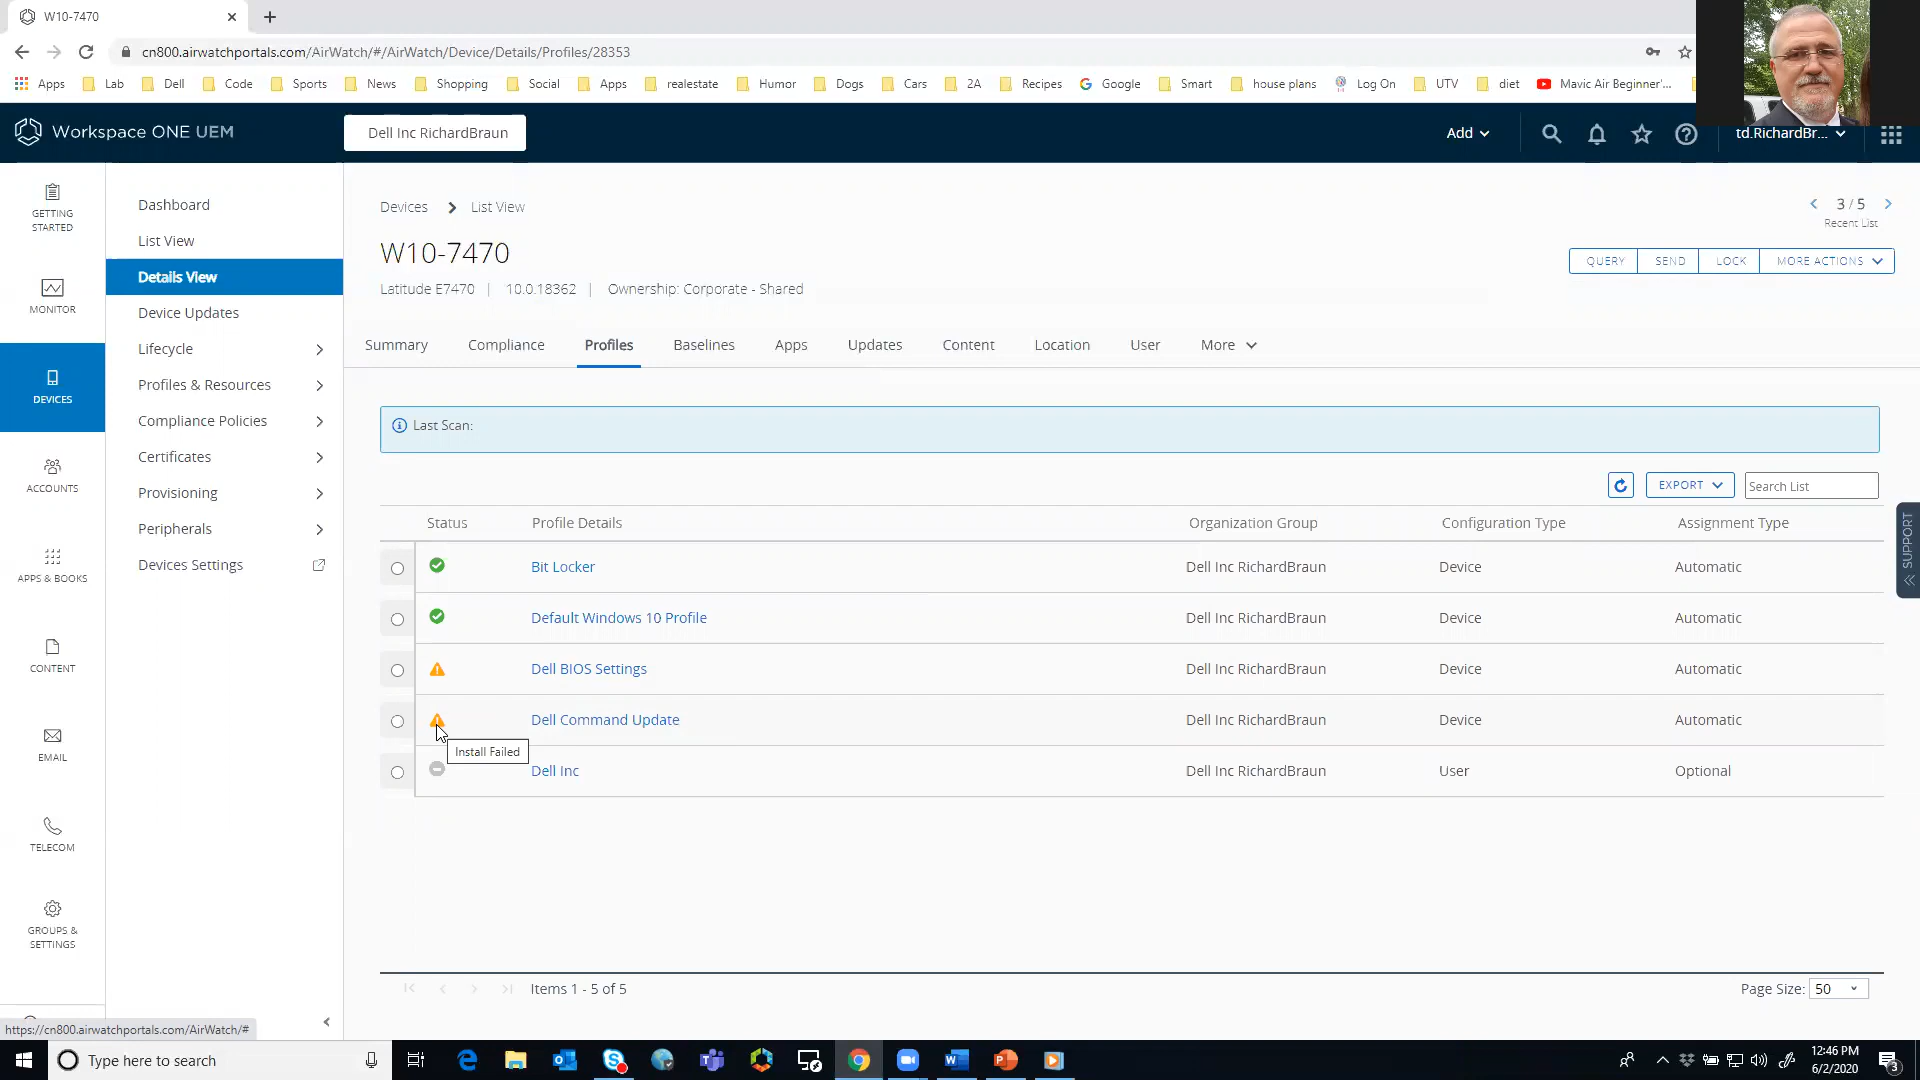 W10-7470
cn800.airwatchportals.com/AirWatch/#/AirWatch/Device/Details/Profiles/28353
Apps Lab Dell Code Sports News Shopping Social Apps realestate Humor Dogs Cars 2A Recipes Google Smart house plans Log On UTV diet Mavic Air Beginner'...
Workspace ONE UEM
Dell Inc RichardBraun
Add
td.RichardBr...
GETTING STARTED
MONITOR
DEVICES
ACCOUNTS
APPS & BOOKS
CONTENT
EMAIL
TELECOM
GROUPS & SETTINGS
Dashboard
List View
Details View
Device Updates
Lifecycle
Profiles & Resources
Compliance Policies
Certificates
Provisioning
Peripherals
Devices Settings
Devices > List View
3 / 5
Recent List
W10-7470
QUERY SEND LOCK MORE ACTIONS
Latitude E7470 | 10.0.18362 | Ownership: Corporate - Shared
Summary Compliance Profiles Baselines Apps Updates Content Location User More
Last Scan:
EXPORT Search List
Status Profile Details Organization Group Configuration Type Assignment Type
Bit Locker Dell Inc RichardBraun Device Automatic
Default Windows 10 Profile Dell Inc RichardBraun Device Automatic
Dell BIOS Settings Dell Inc RichardBraun Device Automatic
Dell Command Update Dell Inc RichardBraun Device Automatic
Install Failed
Dell Inc Dell Inc RichardBraun User Optional
SUPPORT
Items 1 - 5 of 5
Page Size: 50
https://cn800.airwatchportals.com/AirWatch/#
Type here to search
12:46 PM
6/2/2020
3